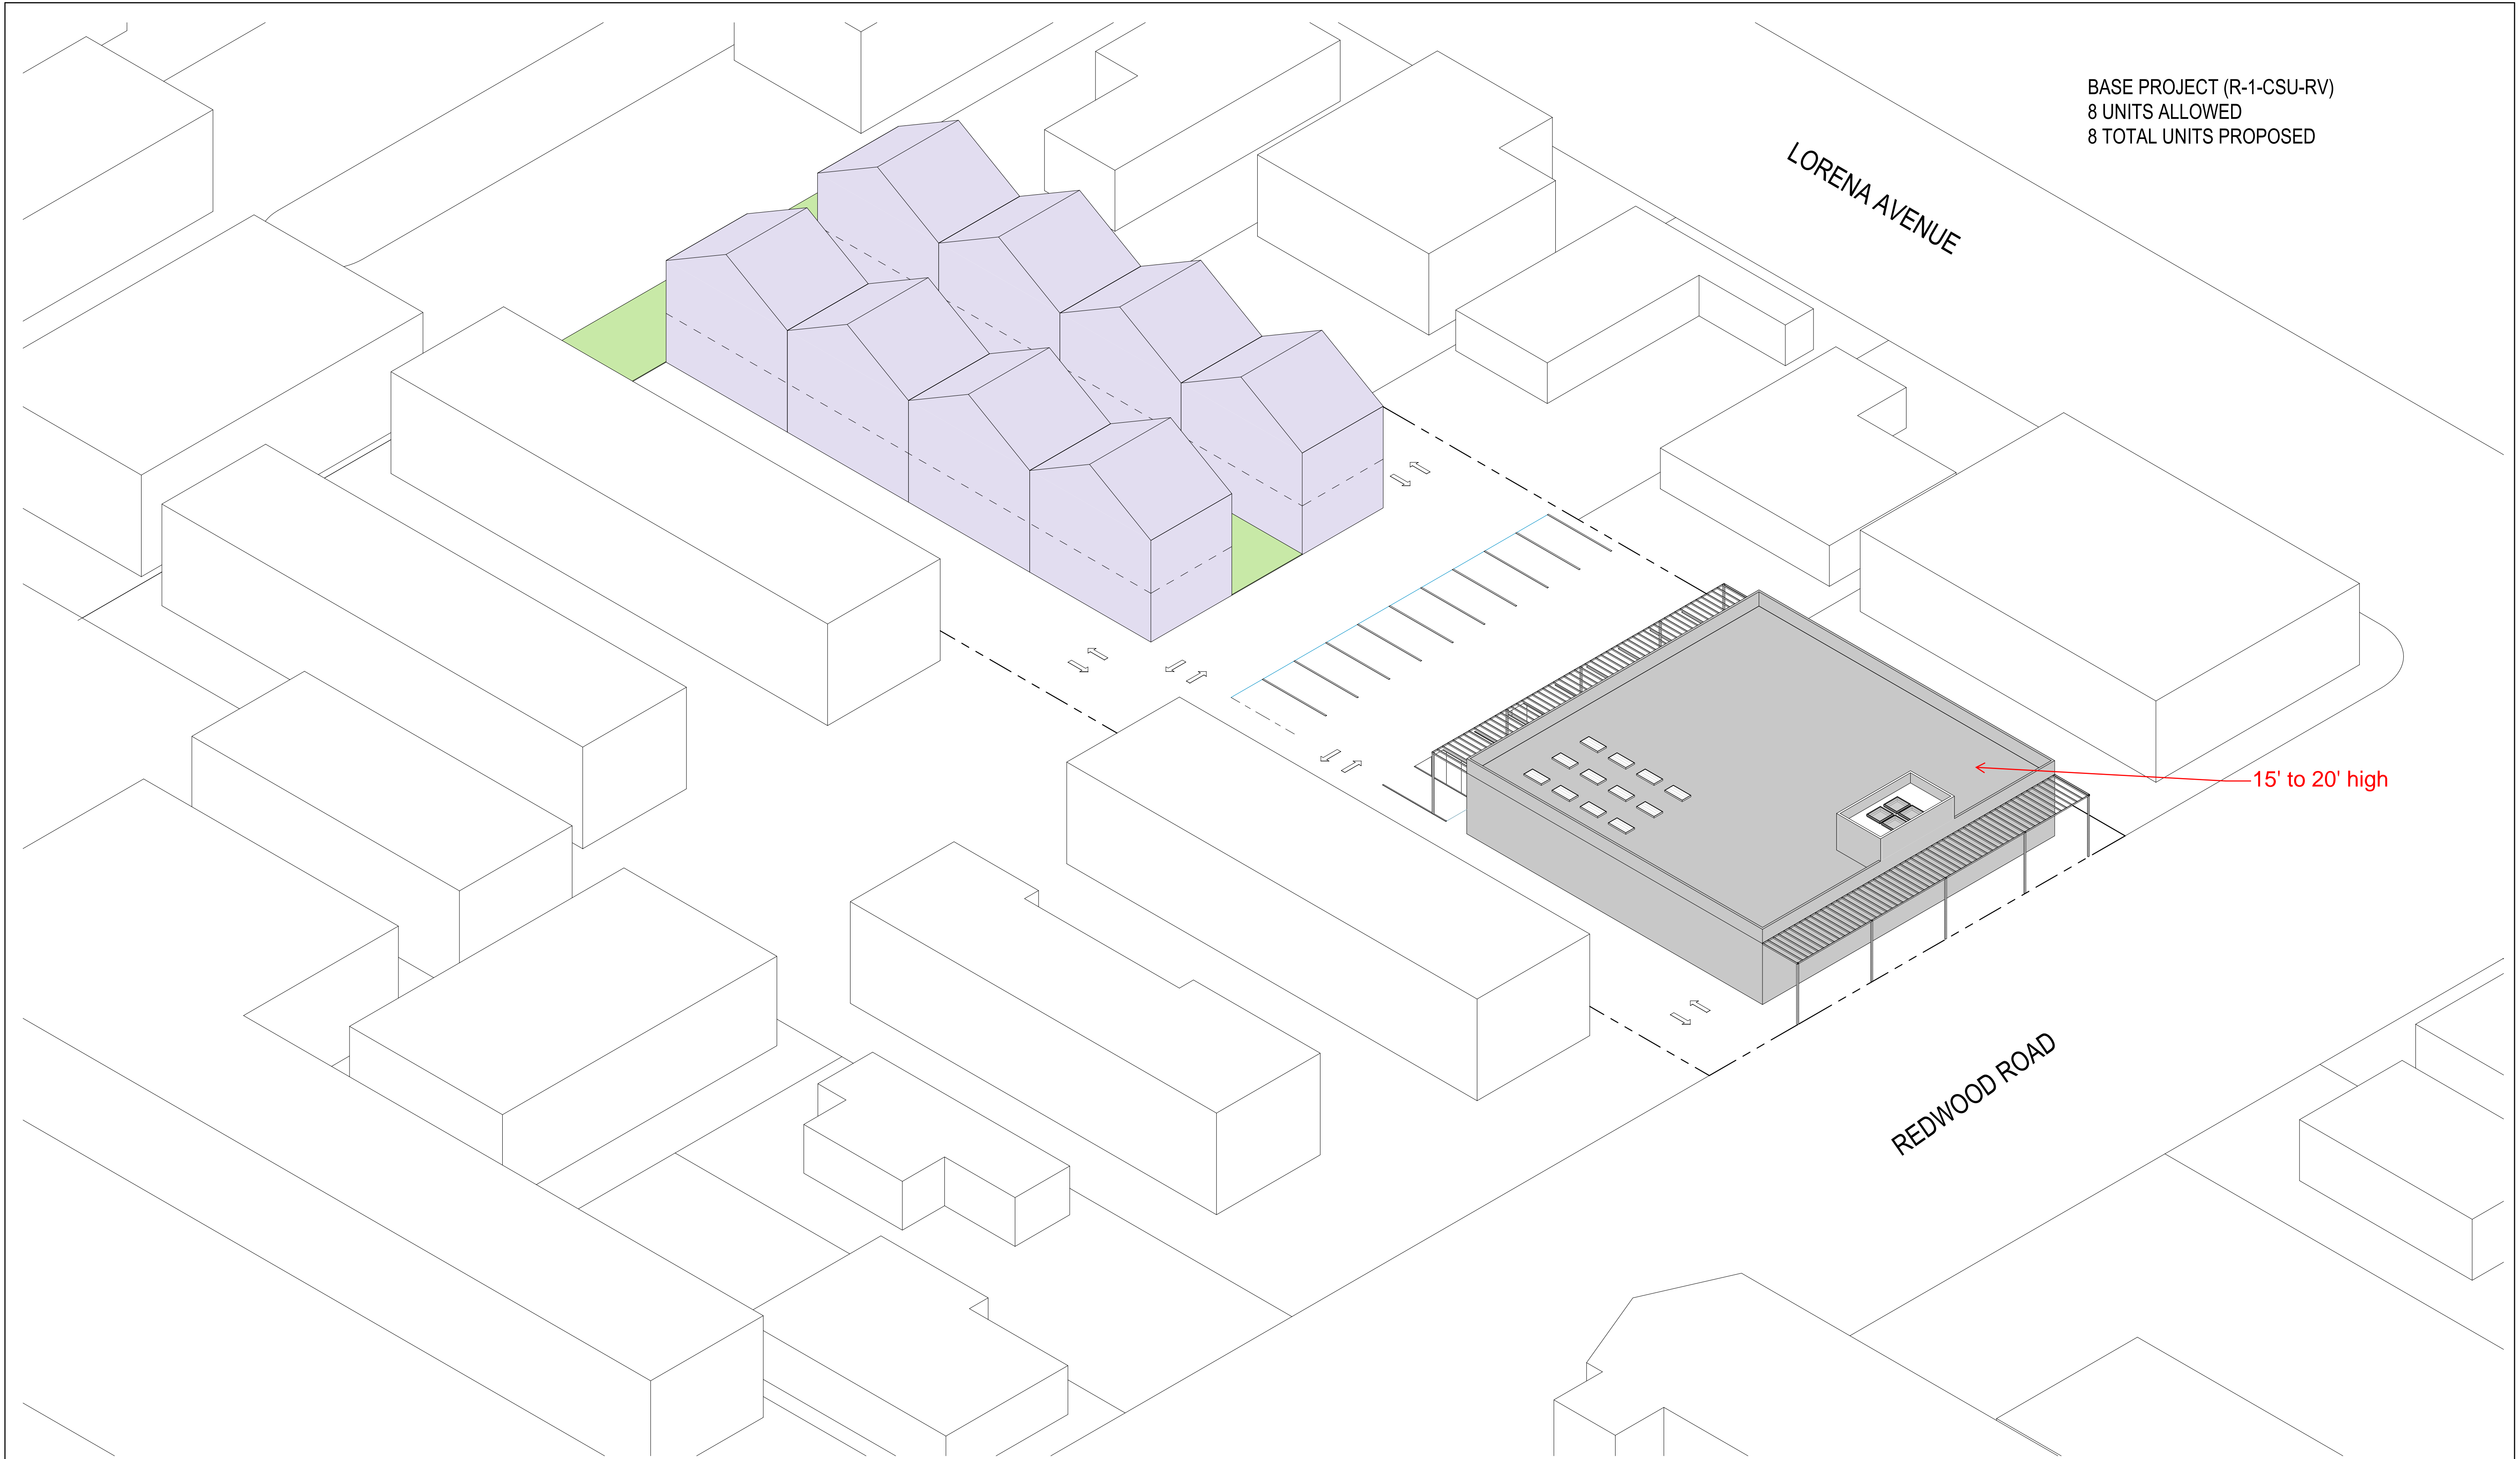 BASE PROJECT (R-1-CSU-RV)
8 UNITS ALLOWED
8 TOTAL UNITS PROPOSED
LORENA AVENUE
15' to 20' high
REDWOOD ROAD